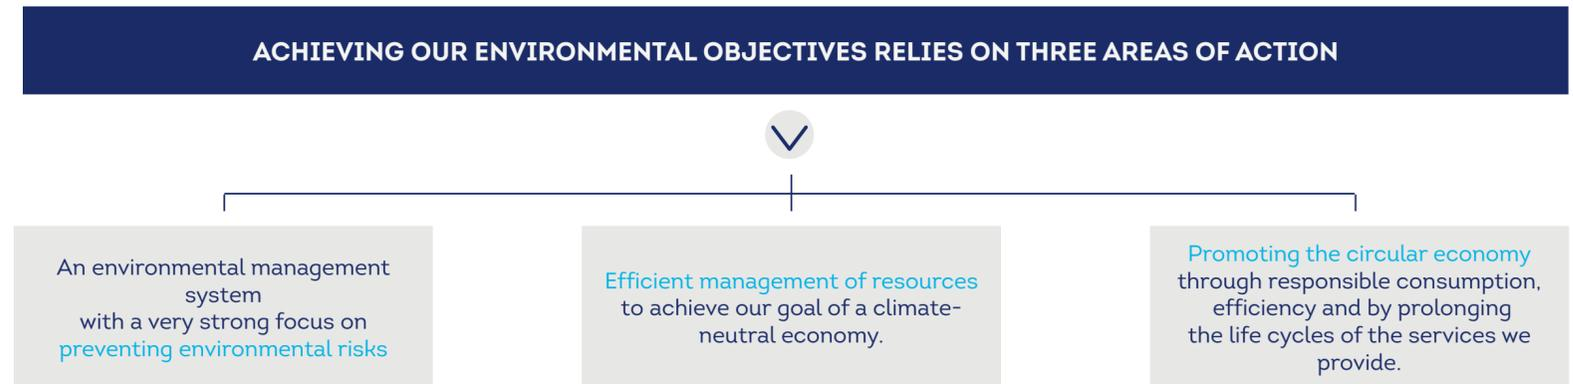 ACHIEVING OUR ENVIRONMENTAL OBJECTIVES RELIES ON THREE AREAS OF ACTION
An environmental management
system
with a very strong focus on
preventing environmental risks
Efficient management of resources
to achieve our goal of a climate-
neutral economy.
Promoting the circular economy
through responsible consumption,
efficiency and by prolonging
the life cycles of the services we
provide.